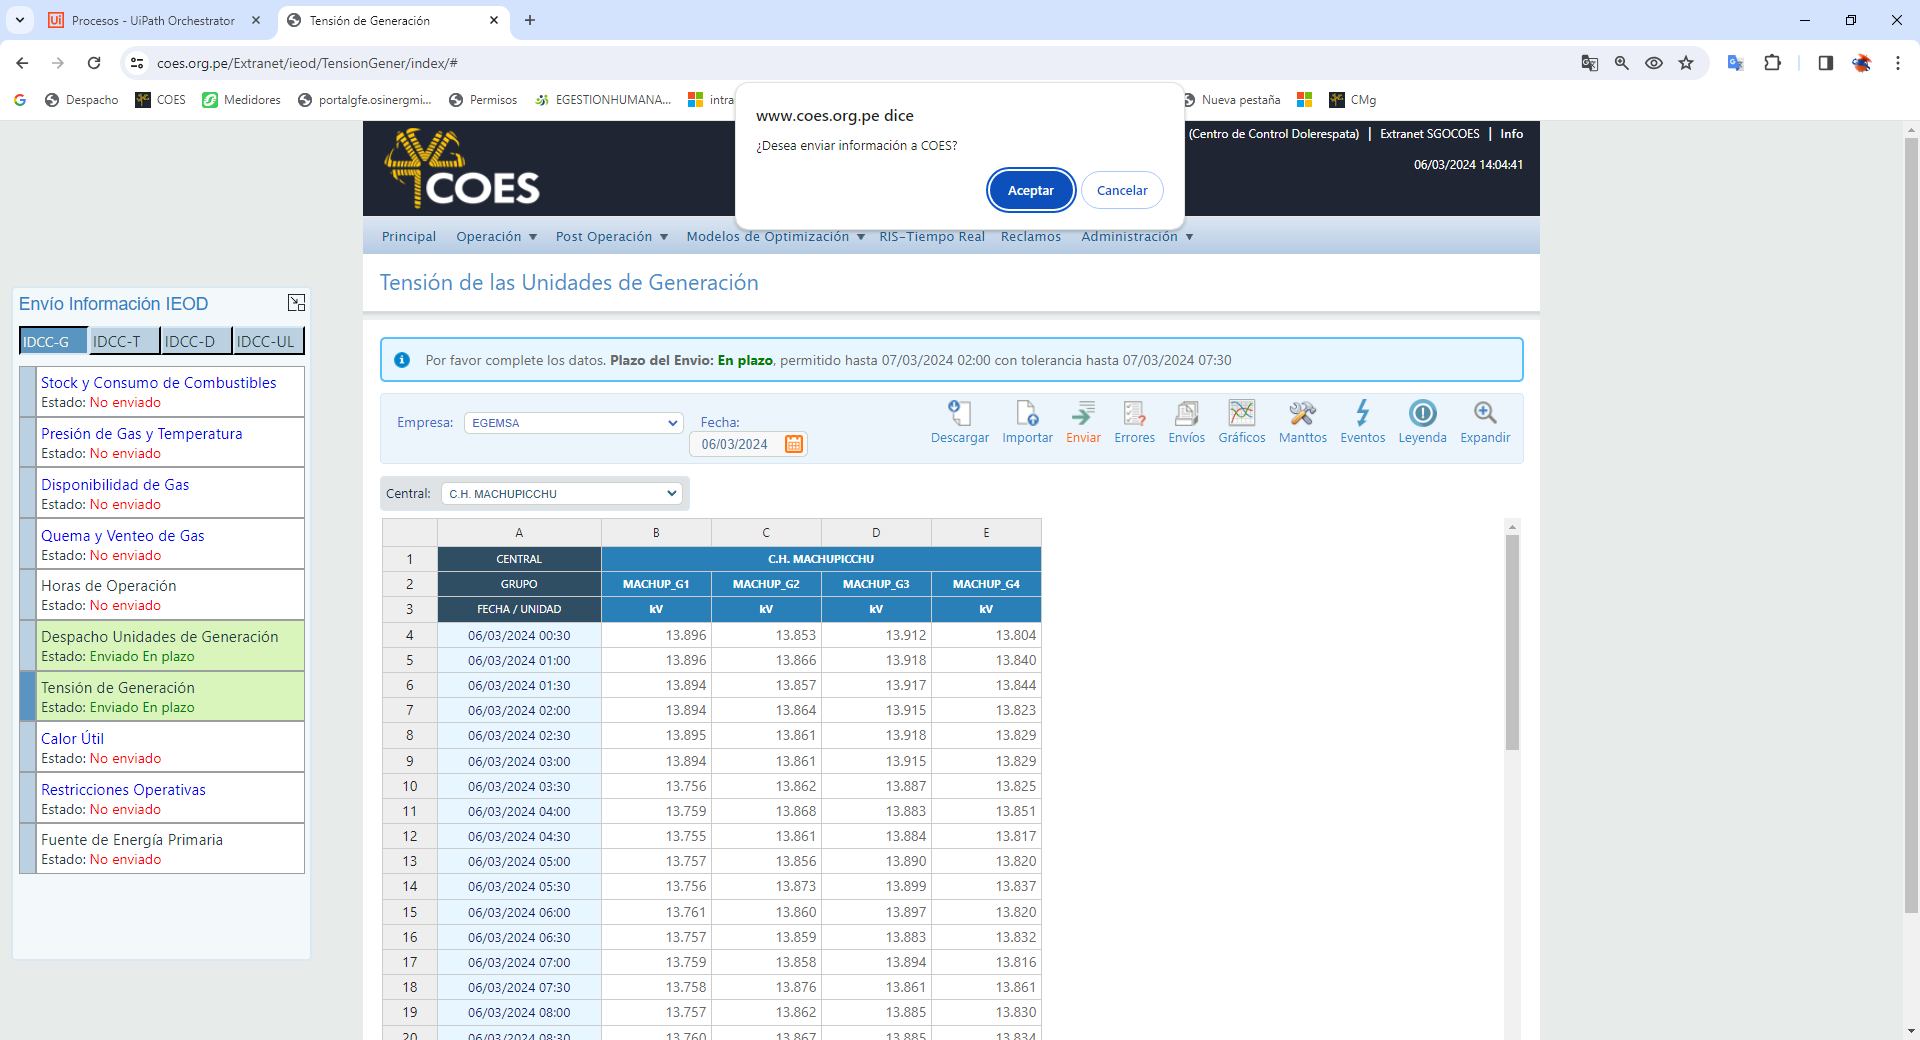 Procesos - UiPath Orchestrator
Tensión de Generación
coes.org.pe/Extranet/ieod/TensionGener/index/#
Despacho
COES
Medidores
portalgfe.osinergmi...
Permisos
EGESTIONHUMANA...
intra
Nueva pestaña
CMg
www.coes.org.pe dice
¿Desea enviar información a COES?
Aceptar
Cancelar
COES
(Centro de Control Dolerespata) | Extranet SGOCOES | Info
06/03/2024 14:04:41
Principal Operación Post Operación Modelos de Optimización RIS-Tiempo Real Reclamos Administración
Tensión de las Unidades de Generación
Envío Información IEOD
IDCC-G IDCC-T IDCC-D IDCC-UL
Stock y Consumo de Combustibles
Estado: No enviado
Presión de Gas y Temperatura
Estado: No enviado
Disponibilidad de Gas
Estado: No enviado
Quema y Venteo de Gas
Estado: No enviado
Horas de Operación
Estado: No enviado
Despacho Unidades de Generación
Estado: Enviado En plazo
Tensión de Generación
Estado: Enviado En plazo
Calor Útil
Estado: No enviado
Restricciones Operativas
Estado: No enviado
Fuente de Energía Primaria
Estado: No enviado
Por favor complete los datos. Plazo del Envio: En plazo, permitido hasta 07/03/2024 02:00 con tolerancia hasta 07/03/2024 07:30
Empresa: EGEMSA
Fecha:
06/03/2024
Descargar Importar Enviar Errores Envíos Gráficos Manttos Eventos Leyenda Expandir
Central: C.H. MACHUPICCHU
A B C D E
1 CENTRAL C.H. MACHUPICCHU
2 GRUPO MACHUP_G1 MACHUP_G2 MACHUP_G3 MACHUP_G4
3 FECHA / UNIDAD kV kV kV kV
4 06/03/2024 00:30 13.896 13.853 13.912 13.804
5 06/03/2024 01:00 13.896 13.866 13.918 13.840
6 06/03/2024 01:30 13.894 13.857 13.917 13.844
7 06/03/2024 02:00 13.894 13.864 13.915 13.823
8 06/03/2024 02:30 13.895 13.861 13.918 13.829
9 06/03/2024 03:00 13.894 13.861 13.915 13.829
10 06/03/2024 03:30 13.756 13.862 13.887 13.825
11 06/03/2024 04:00 13.759 13.868 13.883 13.851
12 06/03/2024 04:30 13.755 13.861 13.884 13.817
13 06/03/2024 05:00 13.757 13.856 13.890 13.820
14 06/03/2024 05:30 13.756 13.873 13.899 13.837
15 06/03/2024 06:00 13.761 13.860 13.897 13.820
16 06/03/2024 06:30 13.757 13.859 13.883 13.832
17 06/03/2024 07:00 13.759 13.858 13.894 13.816
18 06/03/2024 07:30 13.758 13.876 13.861 13.861
19 06/03/2024 08:00 13.757 13.862 13.885 13.830
20 06/03/2024 08:30 13.760 13.867 13.885 13.834